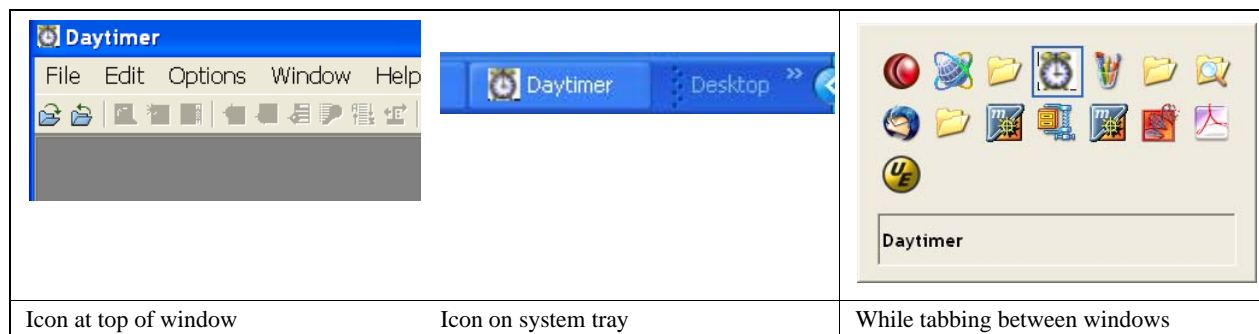 Daytimer
File Edit Options Window Help
Daytimer
Desktop »
m
m
UE
Daytimer
Icon at top of window
Icon on system tray
While tabbing between windows